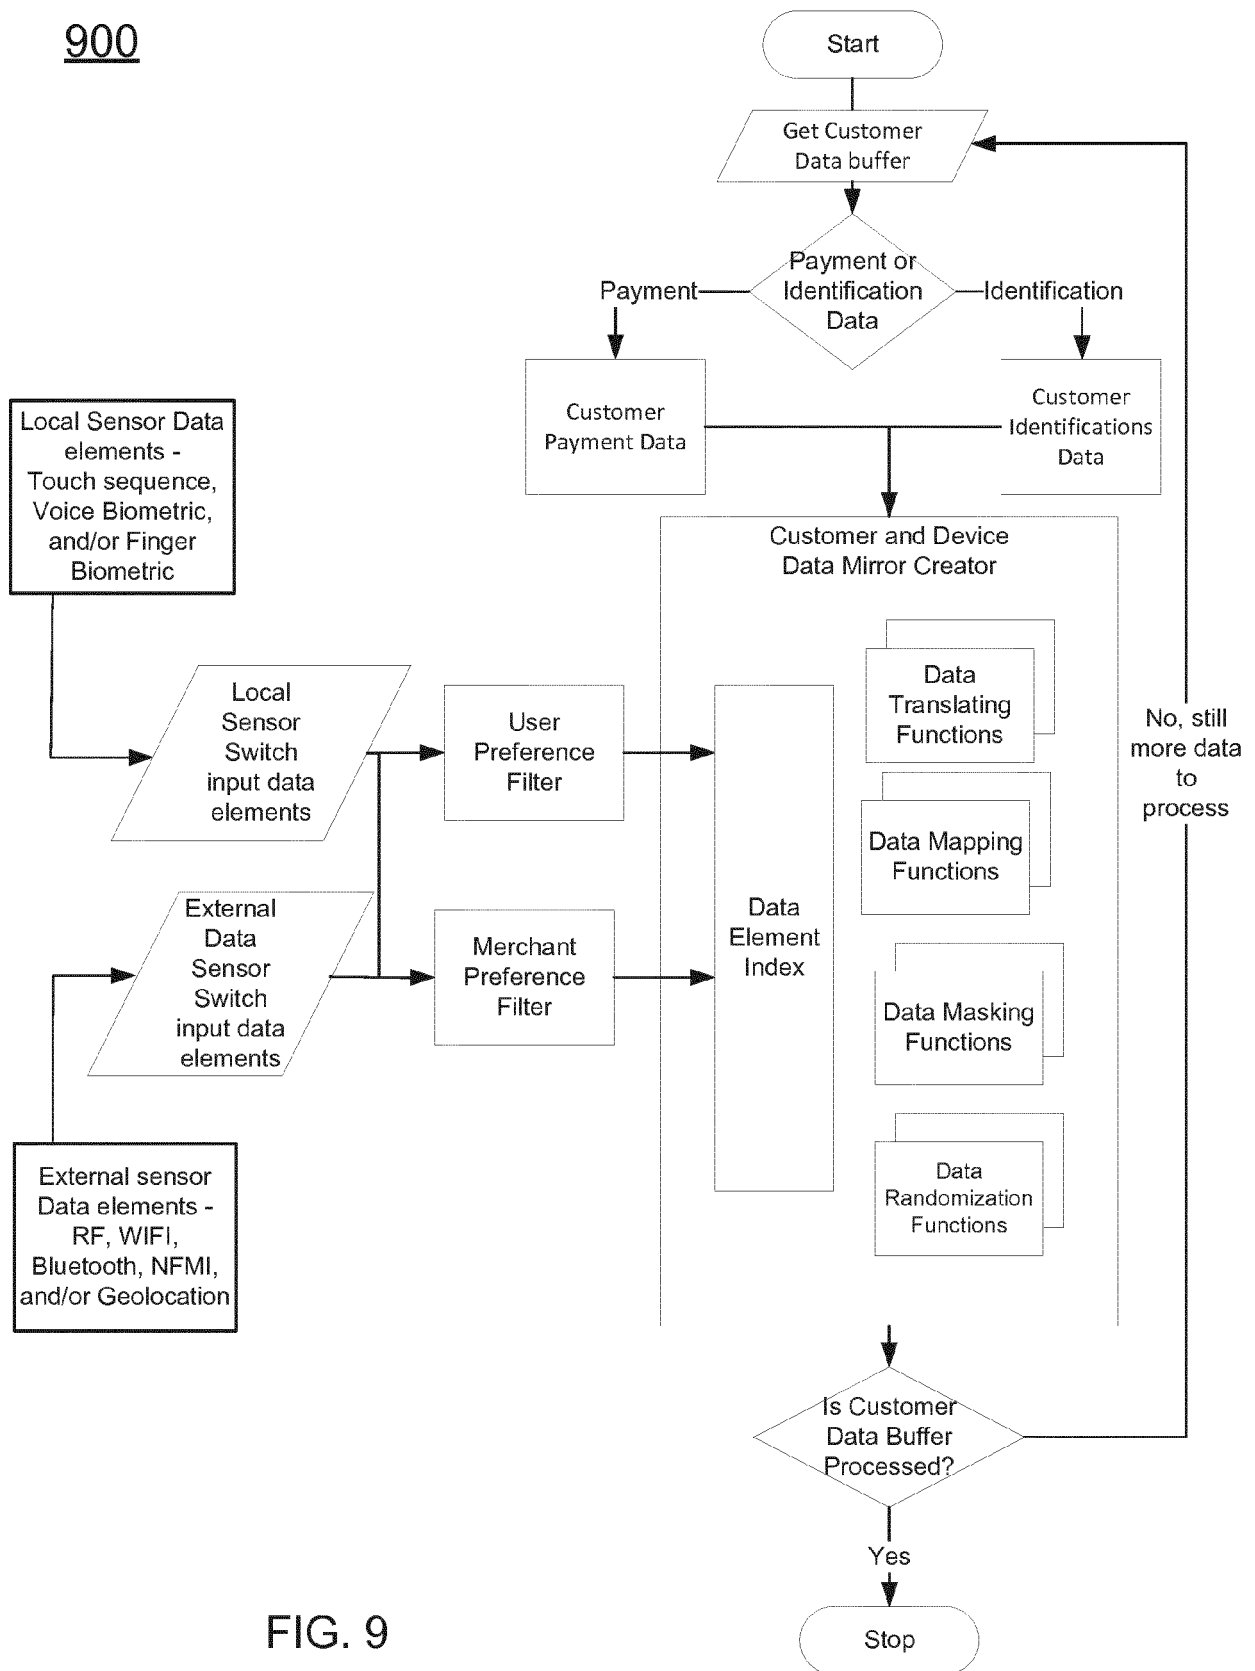 900
Start
Get Customer
Data buffer
Payment or
Identification
Data
Payment
Identification
Customer
Payment Data
Customer
Identifications
Data
Local Sensor Data
elements -
Touch sequence,
Voice Biometric,
and/or Finger
Biometric
Customer and Device
Data Mirror Creator
Local
Sensor
Switch
input data
elements
User
Preference
Filter
Data
Translating
Functions
No, still
more data
to
process
Data Mapping
Functions
External
Data
Sensor
Switch
input data
elements
Merchant
Preference
Filter
Data
Element
Index
Data Masking
Functions
External sensor
Data elements -
RF, WIFI,
Bluetooth, NFMI,
and/or Geolocation
Data
Randomization
Functions
Is Customer
Data Buffer
Processed?
Yes
Stop
FIG. 9